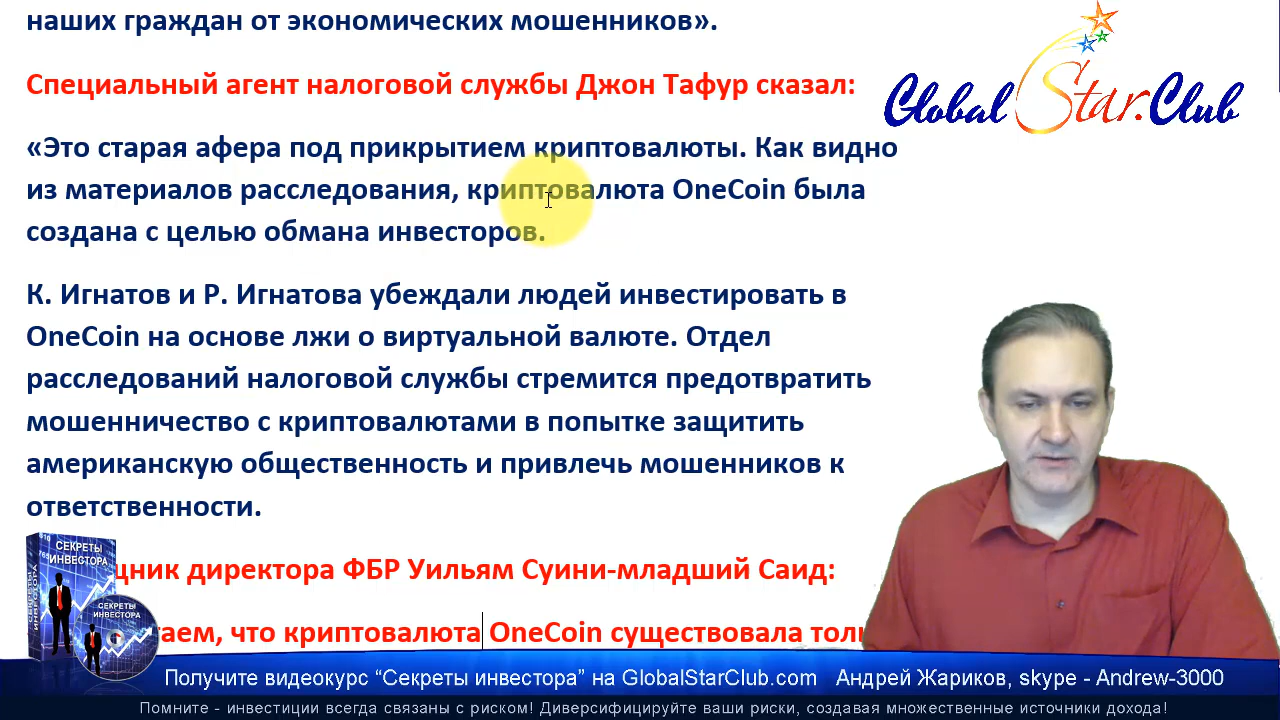 наших граждан от экономических мошенников».
Специальный агент налоговой службы Джон Тафур сказал:
Global Star.Club
«Это старая афера под прикрытием криптовалюты. Как видно
из материалов расследования, криптовалюта OneCoin была
создана с целью обмана инвесторов.
К. Игнатов и Р. Игнатова убеждали людей инвестировать в
OneCoin на основе лжи о виртуальной валюте. Отдел
расследований налоговой службы стремится предотвратить
мошенничество с криптовалютами в попытке защитить
американскую общественность и привлечь мошенников к
ответственности.
директора ФБР Уильям Суини-младший Саид:
что криптовалюта OneCoin существовала
СЕКРЕТЫ
ИНВЕСТОРА
СЕКРЕТЫ
ИНВЕСТОРА
Получите видеокурс “Секреты инвестора” на GlobalStarClub.com Андрей Жариков, skype - Andrew-3000
Помните - инвестиции всегда связаны с риском! Диверсифицируйте ваши риски, создавая множественные источники дохода!